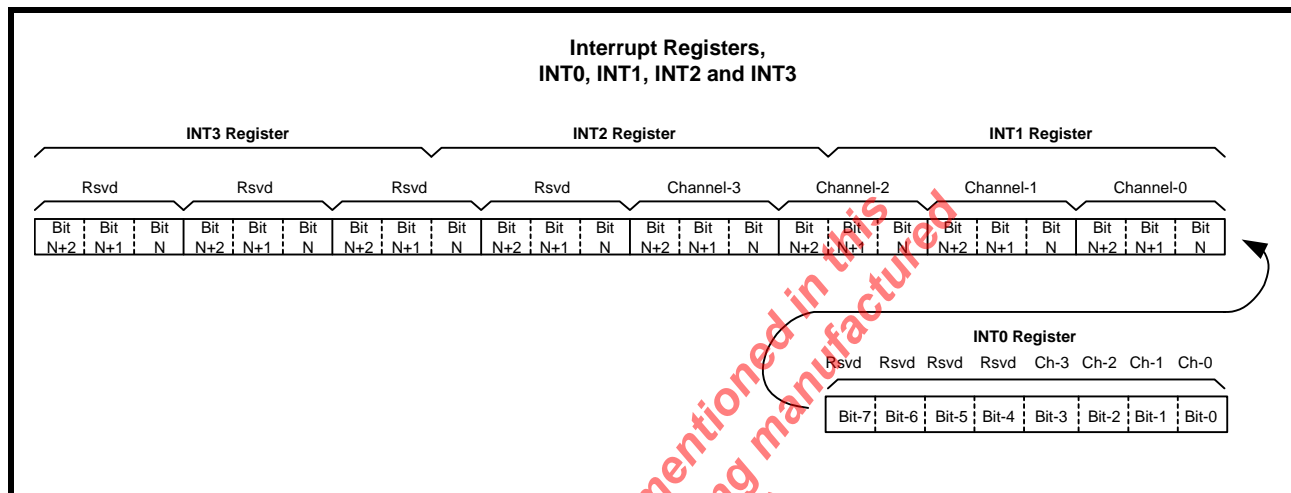 Interrupt Registers,
INT0, INT1, INT2 and INT3
INT3 Register INT2 Register INT1 Register
Rsvd Rsvd Rsvd Rsvd Channel-3 Channel-2 Channel-1 Channel-0
Bit Bit Bit Bit Bit Bit Bit Bit Bit Bit Bit Bit Bit Bit Bit Bit Bit Bit Bit Bit Bit Bit Bit Bit
N+2 N+1 N N+2 N+1 N N+2 N+1 N N+2 N+1 N N+2 N+1 N N+2 N+1 N N+2 N+1 N N+2 N+1 N
INT0 Register
Rsvd Rsvd Rsvd Rsvd Ch-3 Ch-2 Ch-1 Ch-0
Bit-7 Bit-6 Bit-5 Bit-4 Bit-3 Bit-2 Bit-1 Bit-0
mentioned in this
ng manufactured